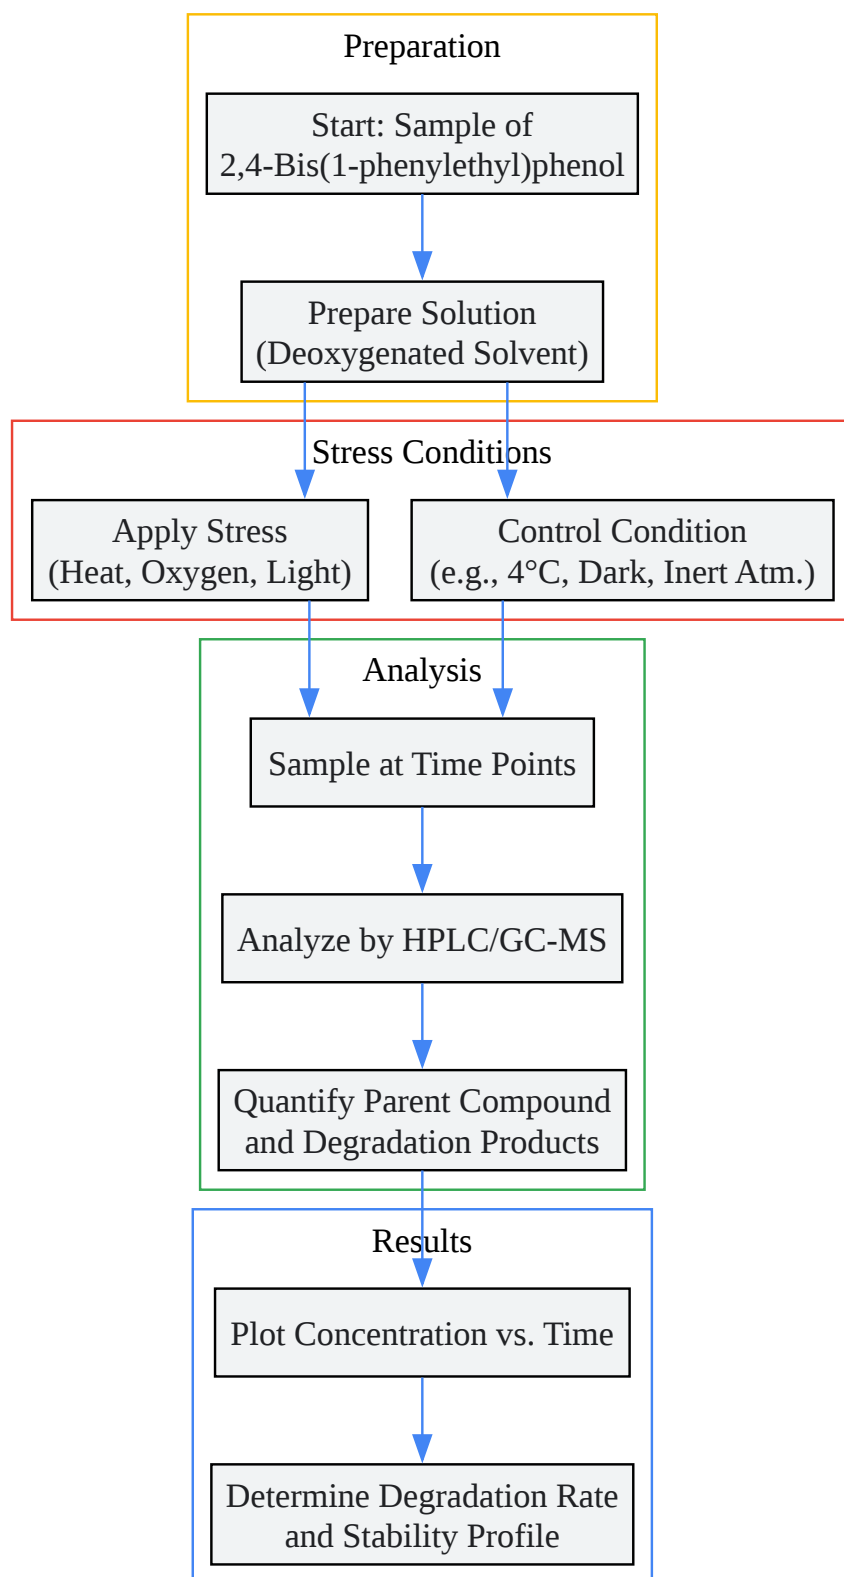 Preparation
Start: Sample of
2,4-Bis(1-phenylethyl)phenol
Prepare Solution
(Deoxygenated Solvent)
Stress Conditions
Apply Stress
(Heat, Oxygen, Light)
Control Condition
(e.g., 4°C, Dark, Inert Atm.)
Analysis
Sample at Time Points
Analyze by HPLC/GC-MS
Quantify Parent Compound
and Degradation Products
Results
Plot Concentration vs. Time
Determine Degradation Rate
and Stability Profile